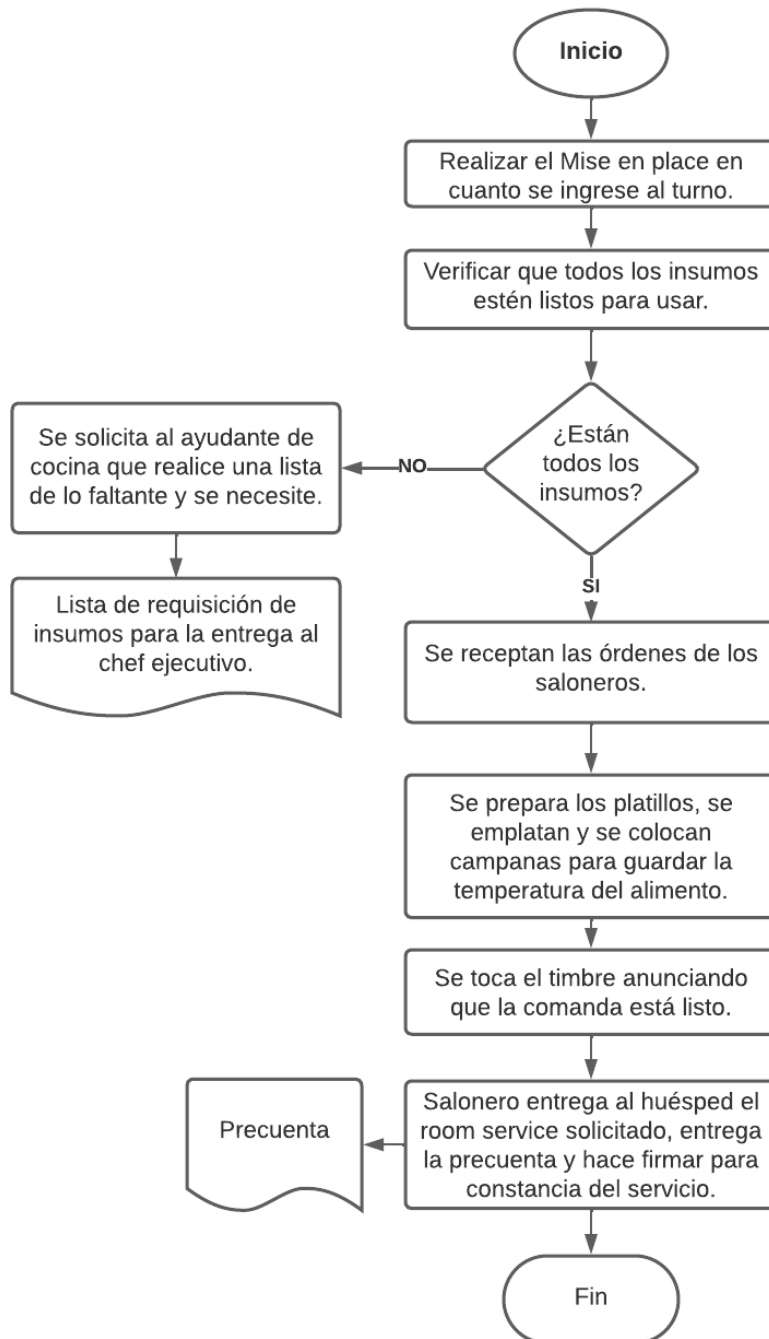 Inicio
Realizar el Mise en place en
cuanto se ingrese al turno.
Verificar que todos los insumos
estén listos para usar.
¿Están
todos los
insumos?
NO
Se solicita al ayudante de
cocina que realice una lista
de lo faltante y se necesite.
Lista de requisición de
insumos para la entrega al
chef ejecutivo.
SI
Se receptan las órdenes de los
saloneros.
Se prepara los platillos, se
emplatan y se colocan
campanas para guardar la
temperatura del alimento.
Se toca el timbre anunciando
que la comanda está listo.
Salonero entrega al huésped el
room service solicitado, entrega
la precuenta y hace firmar para
constancia del servicio.
Precuenta
Fin